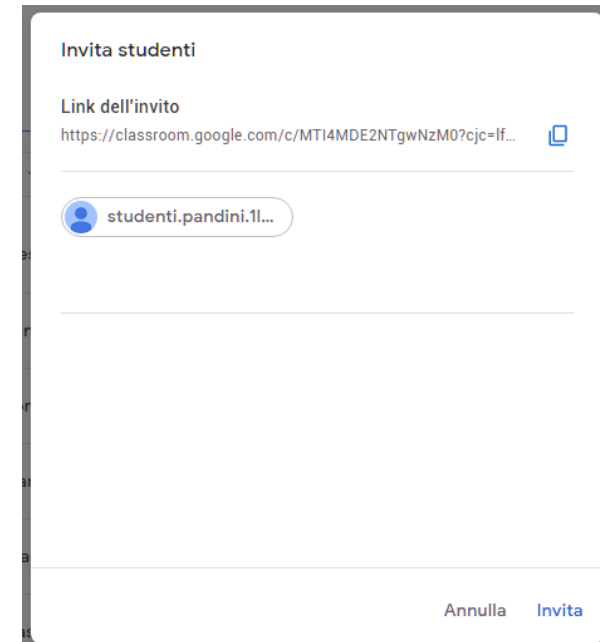 Invita studenti
Link dell'invito
https://classroom.google.com/c/MTI4MDE2NTgwNzM0?cjc=lf...
studenti.pandini.1l...
Annulla
Invita